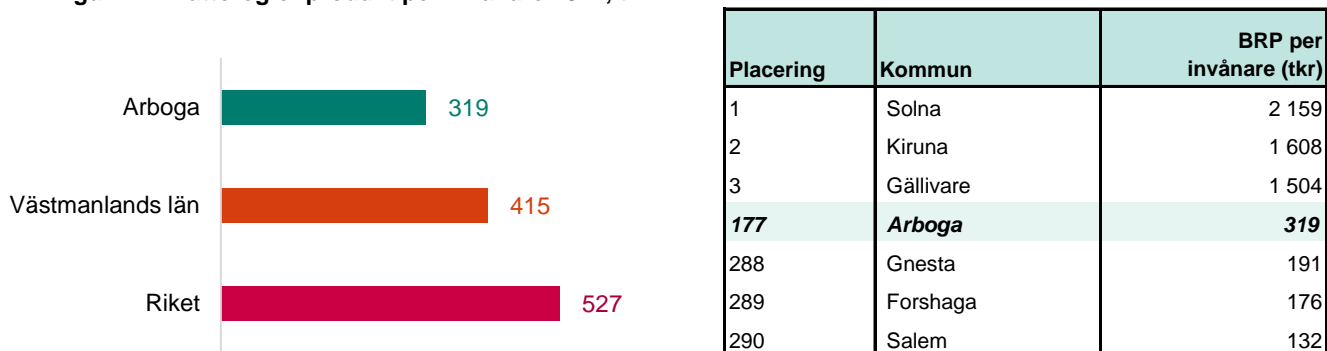 Arboga
319
Västmanlands län
415
Riket
527
Placering Kommun BRP per invånare (tkr)
1 Solna 2 159
2 Kiruna 1 608
3 Gällivare 1 504
177 Arboga 319
288 Gnesta 191
289 Forshaga 176
290 Salem 132